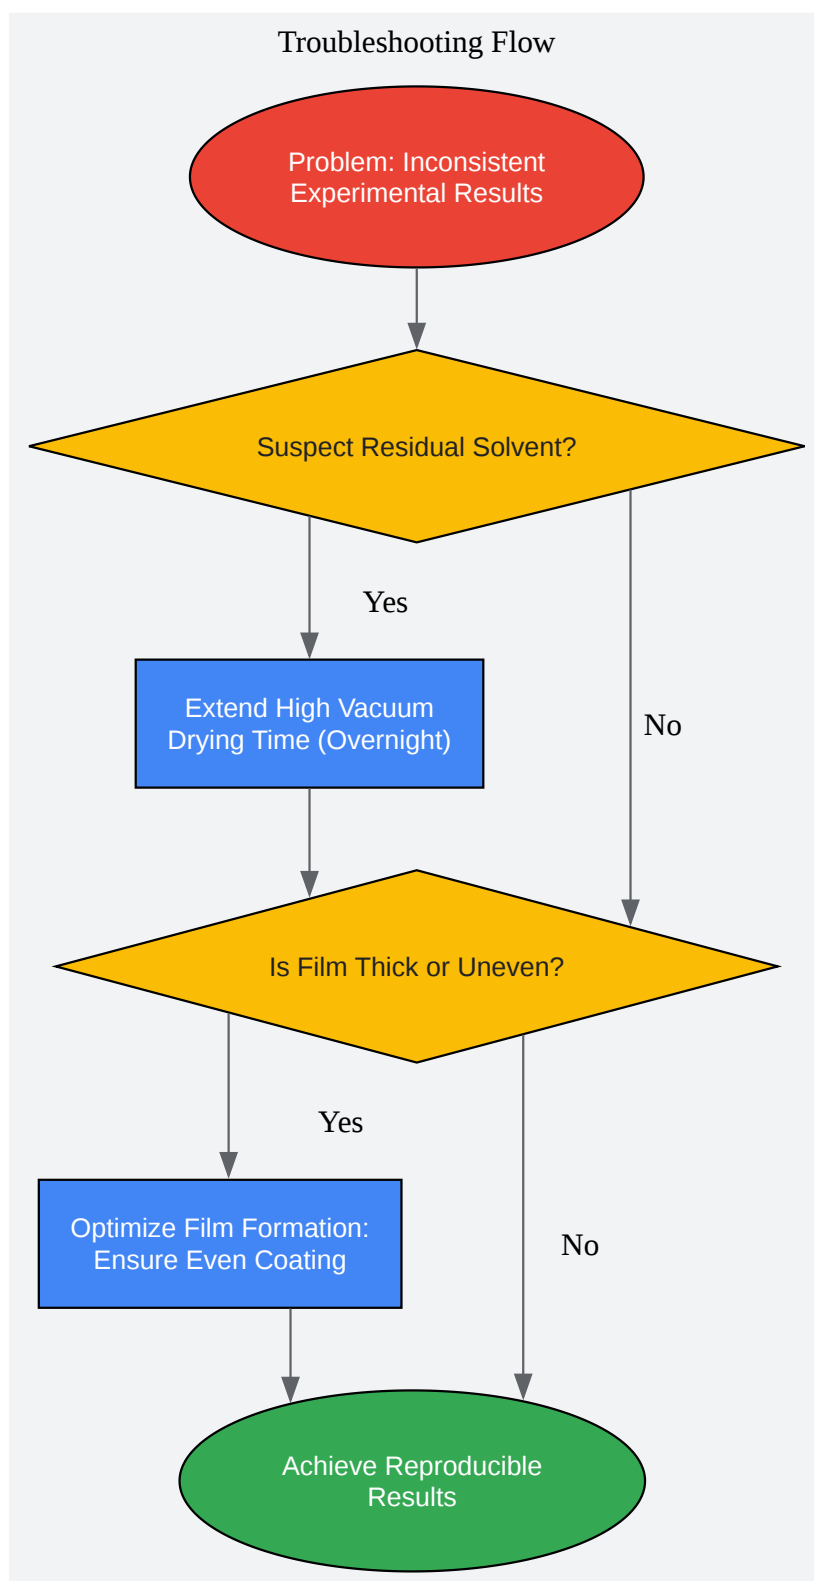 Troubleshooting Flow
Problem: Inconsistent
Experimental Results
Suspect Residual Solvent?
Yes
Extend High Vacuum
Drying Time (Overnight)
No
Is Film Thick or Uneven?
Yes
Optimize Film Formation:
Ensure Even Coating
No
Achieve Reproducible
Results